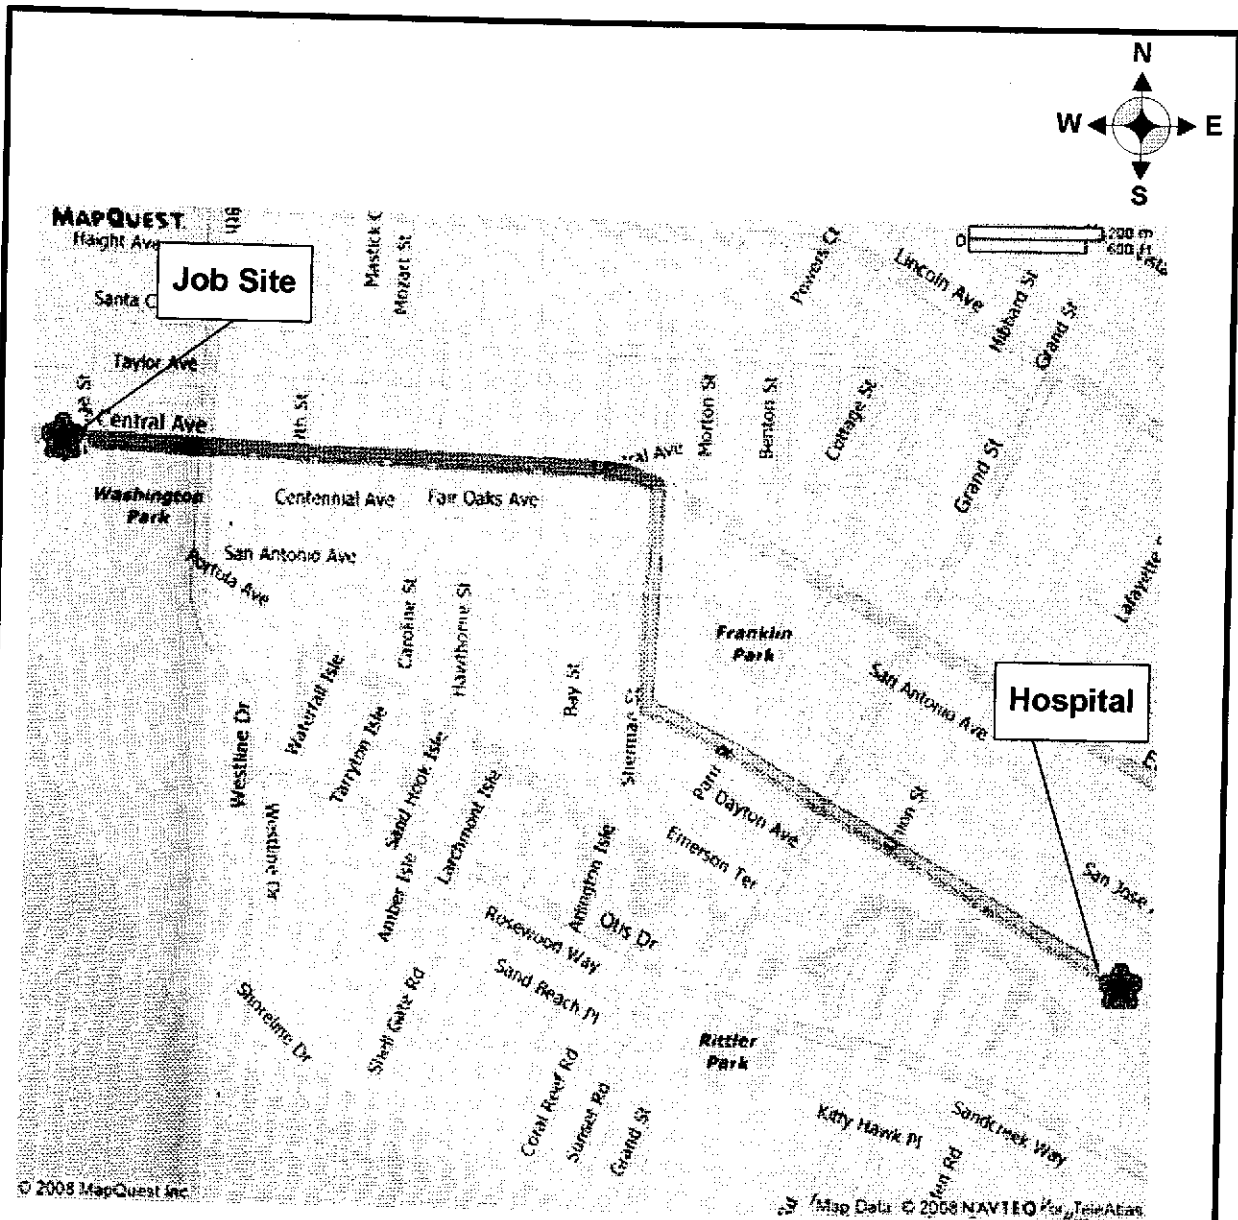 N
W E
S
MAPQUEST
Haight Ave
Job Site
Santa C
Taylor Ave
Central Ave
Mastick C
Mozart St
Powers Ct
Lincoln Ave
Hibbard St
Grand St
0
200 m
600 ft
Morton St
Benton St
Cottage St
Grand St
Lafayette
Washington
Park
Centennial Ave
Fair Oaks Ave
San Antonio Ave
Caroline St
Hawthorne St
Franklin
Park
San Antonio Ave
Hospital
Bay St
Waterfall Isle
Westline Dr
Tarryton Isle
Sand Hook Isle
Larchmont Isle
Dayton Ave
Emerson Ter
Westline Dr
Amber Isle
Arlington Isle
San Jose
Rosewood Way
Otis Dr
Sand Beach Pl
Shoreline Dr
Shell Gate Rd
Rittler
Park
Coral Reef Rd
Sunset Rd
Grand St
Kitty Hawk Pl
Sandcreek Way
© 2008 MapQuest Inc.
Map Data © 2008 NAVTEQ or TeleAtlas